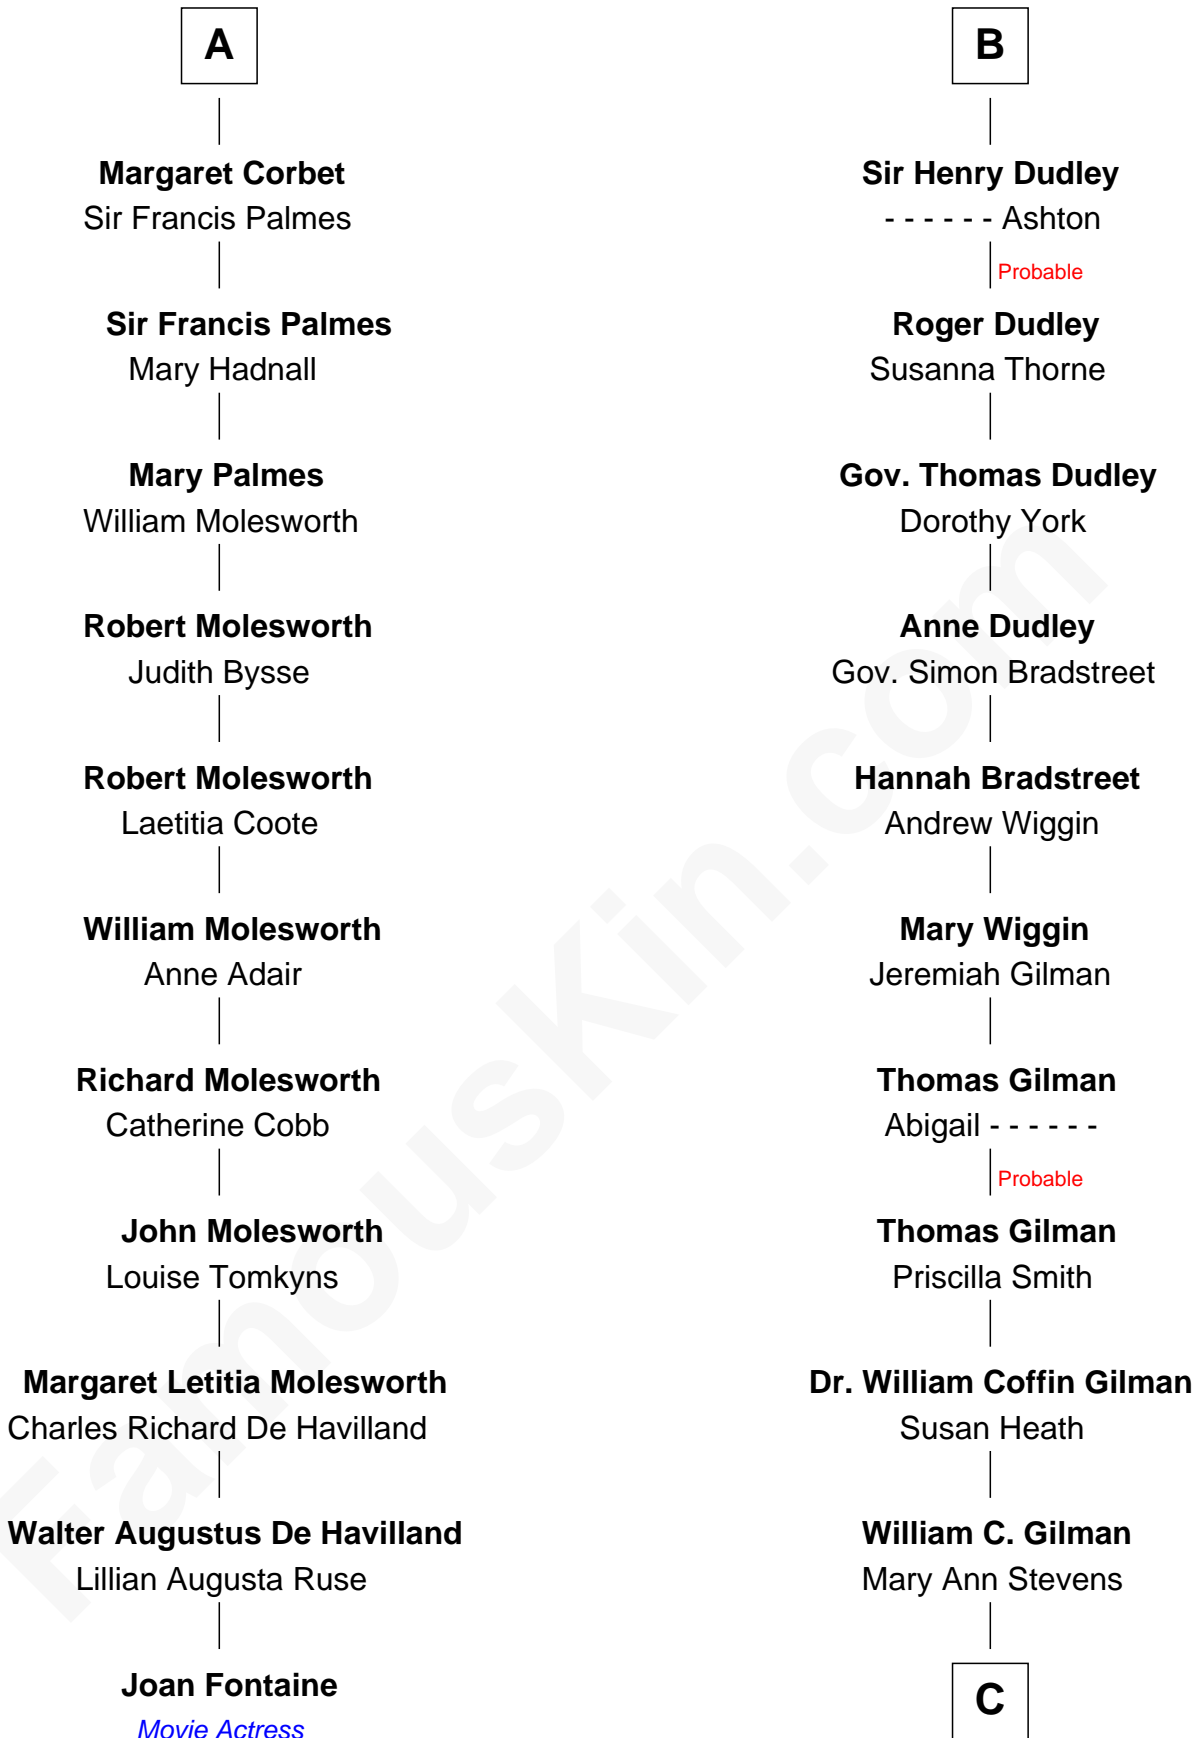 A
Margaret Corbet
Sir Francis Palmes
Sir Francis Palmes
Mary Hadnall
Mary Palmes
William Molesworth
Robert Molesworth
Judith Bysse
Robert Molesworth
Laetitia Coote
William Molesworth
Anne Adair
Richard Molesworth
Catherine Cobb
John Molesworth
Louise Tomkyns
Margaret Letitia Molesworth
Charles Richard De Havilland
Walter Augustus De Havilland
Lillian Augusta Ruse
Joan Fontaine
Movie Actress
B
Sir Henry Dudley
- - - - - - Ashton
Probable
Roger Dudley
Susanna Thorne
Gov. Thomas Dudley
Dorothy York
Anne Dudley
Gov. Simon Bradstreet
Hannah Bradstreet
Andrew Wiggin
Mary Wiggin
Jeremiah Gilman
Thomas Gilman
Abigail - - - - - -
Probable
Thomas Gilman
Priscilla Smith
Dr. William Coffin Gilman
Susan Heath
William C. Gilman
Mary Ann Stevens
C
FamousKin.com